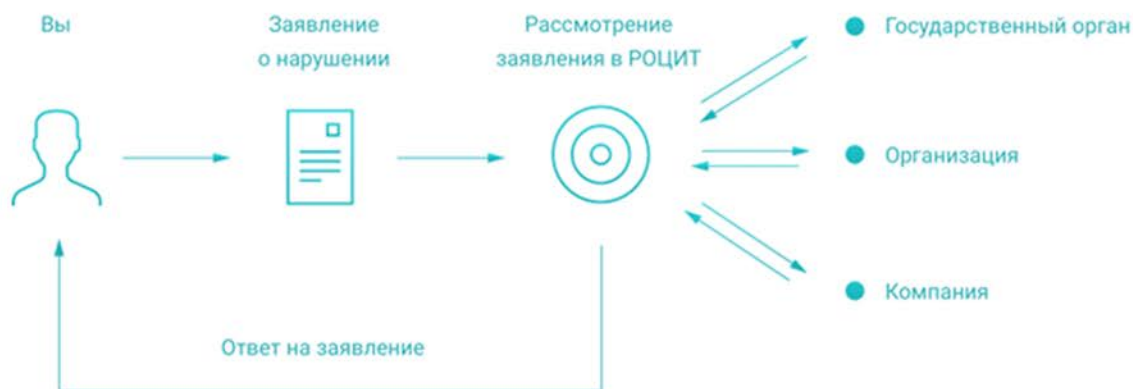 Вы
Заявление
о нарушении
Рассмотрение
заявления в РОЦИТ
Государственный орган
Организация
Компания
Ответ на заявление